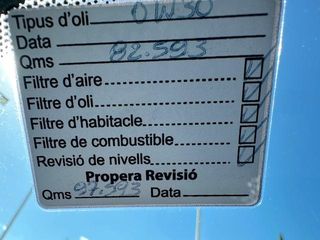 Tipus d'oli 0W30
Data
Qms 82.593
Filtre d'aire
Filtre d'oli
Filtre d'habitacle
Filtre de combustible
Revisió de nivells
Propera Revisió
Qms 97.593 Data